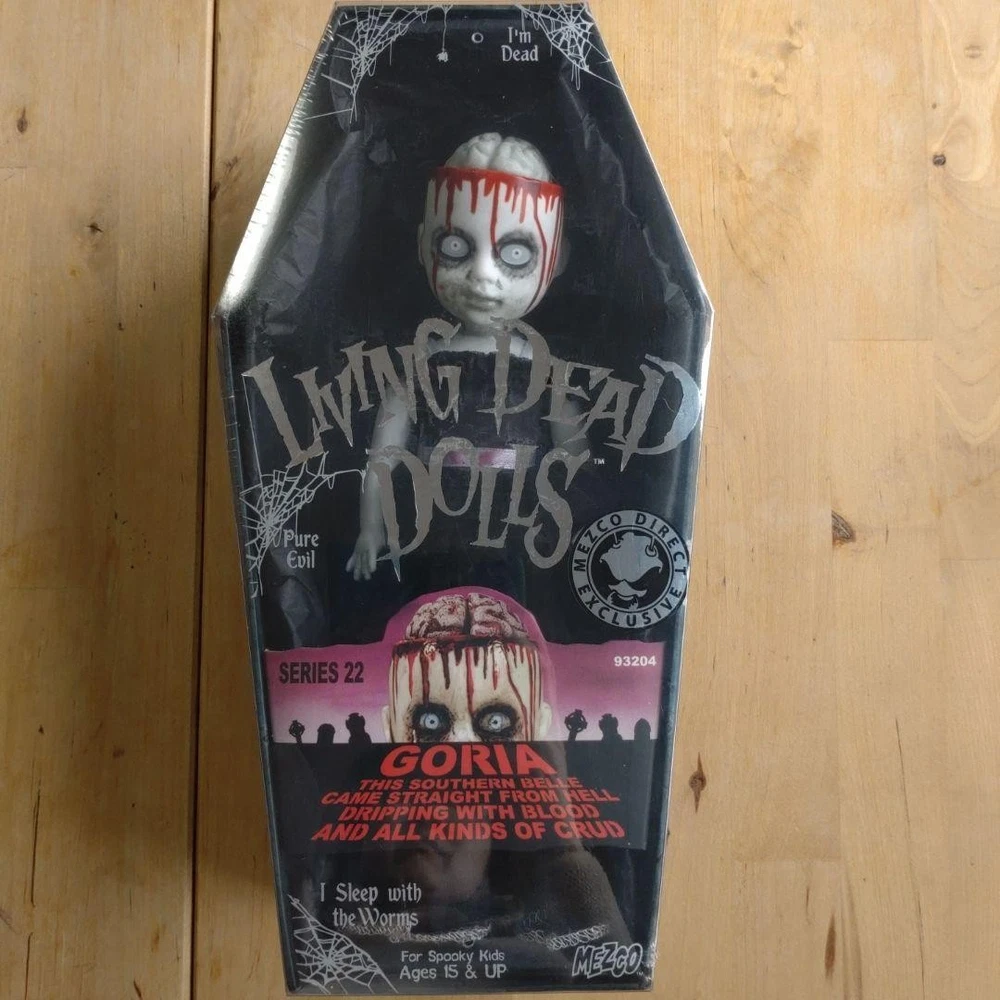 I'm
Dead
LIVING DEAD
DOLLS
™
Pure
Evil
MEZCO DIRECT
EXCLUSIVE
SERIES 22
93204
GORIA
THIS SOUTHERN BELLE
CAME STRAIGHT FROM HELL
DRIPPING WITH BLOOD
AND ALL KINDS OF CRUD
I Sleep with
the Worms
For Spooky Kids
Ages 15 & UP
MEZCO